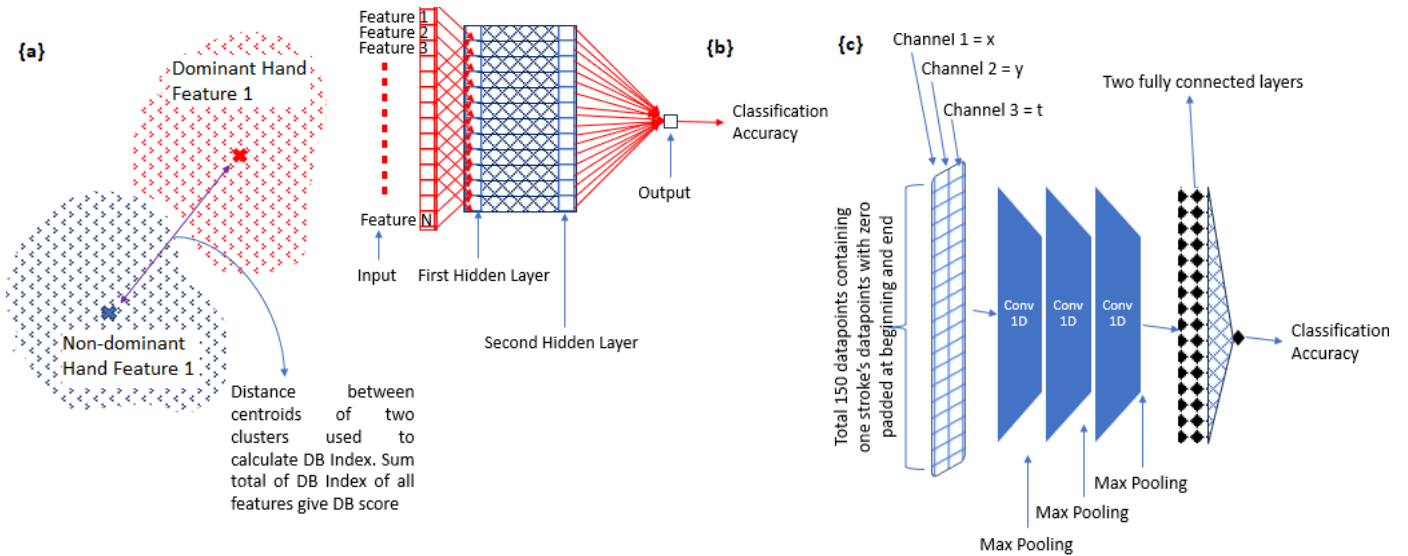 {a}
Dominant Hand
Feature 1
Non-dominant
Hand Feature 1
Distance between
centroids of two
clusters used to
calculate DB Index. Sum
total of DB Index of all
features give DB score
{b}
Feature 1
Feature 2
Feature 3
Feature N
Input
First Hidden Layer
Second Hidden Layer
Output
Classification
Accuracy
{c}
Channel 1 = x
Channel 2 = y
Channel 3 = t
Total 150 datapoints containing
one stroke's datapoints with zero
padded at beginning and end
Conv
1D
Conv
1D
Conv
1D
Max Pooling
Max Pooling
Max Pooling
Two fully connected layers
Classification
Accuracy